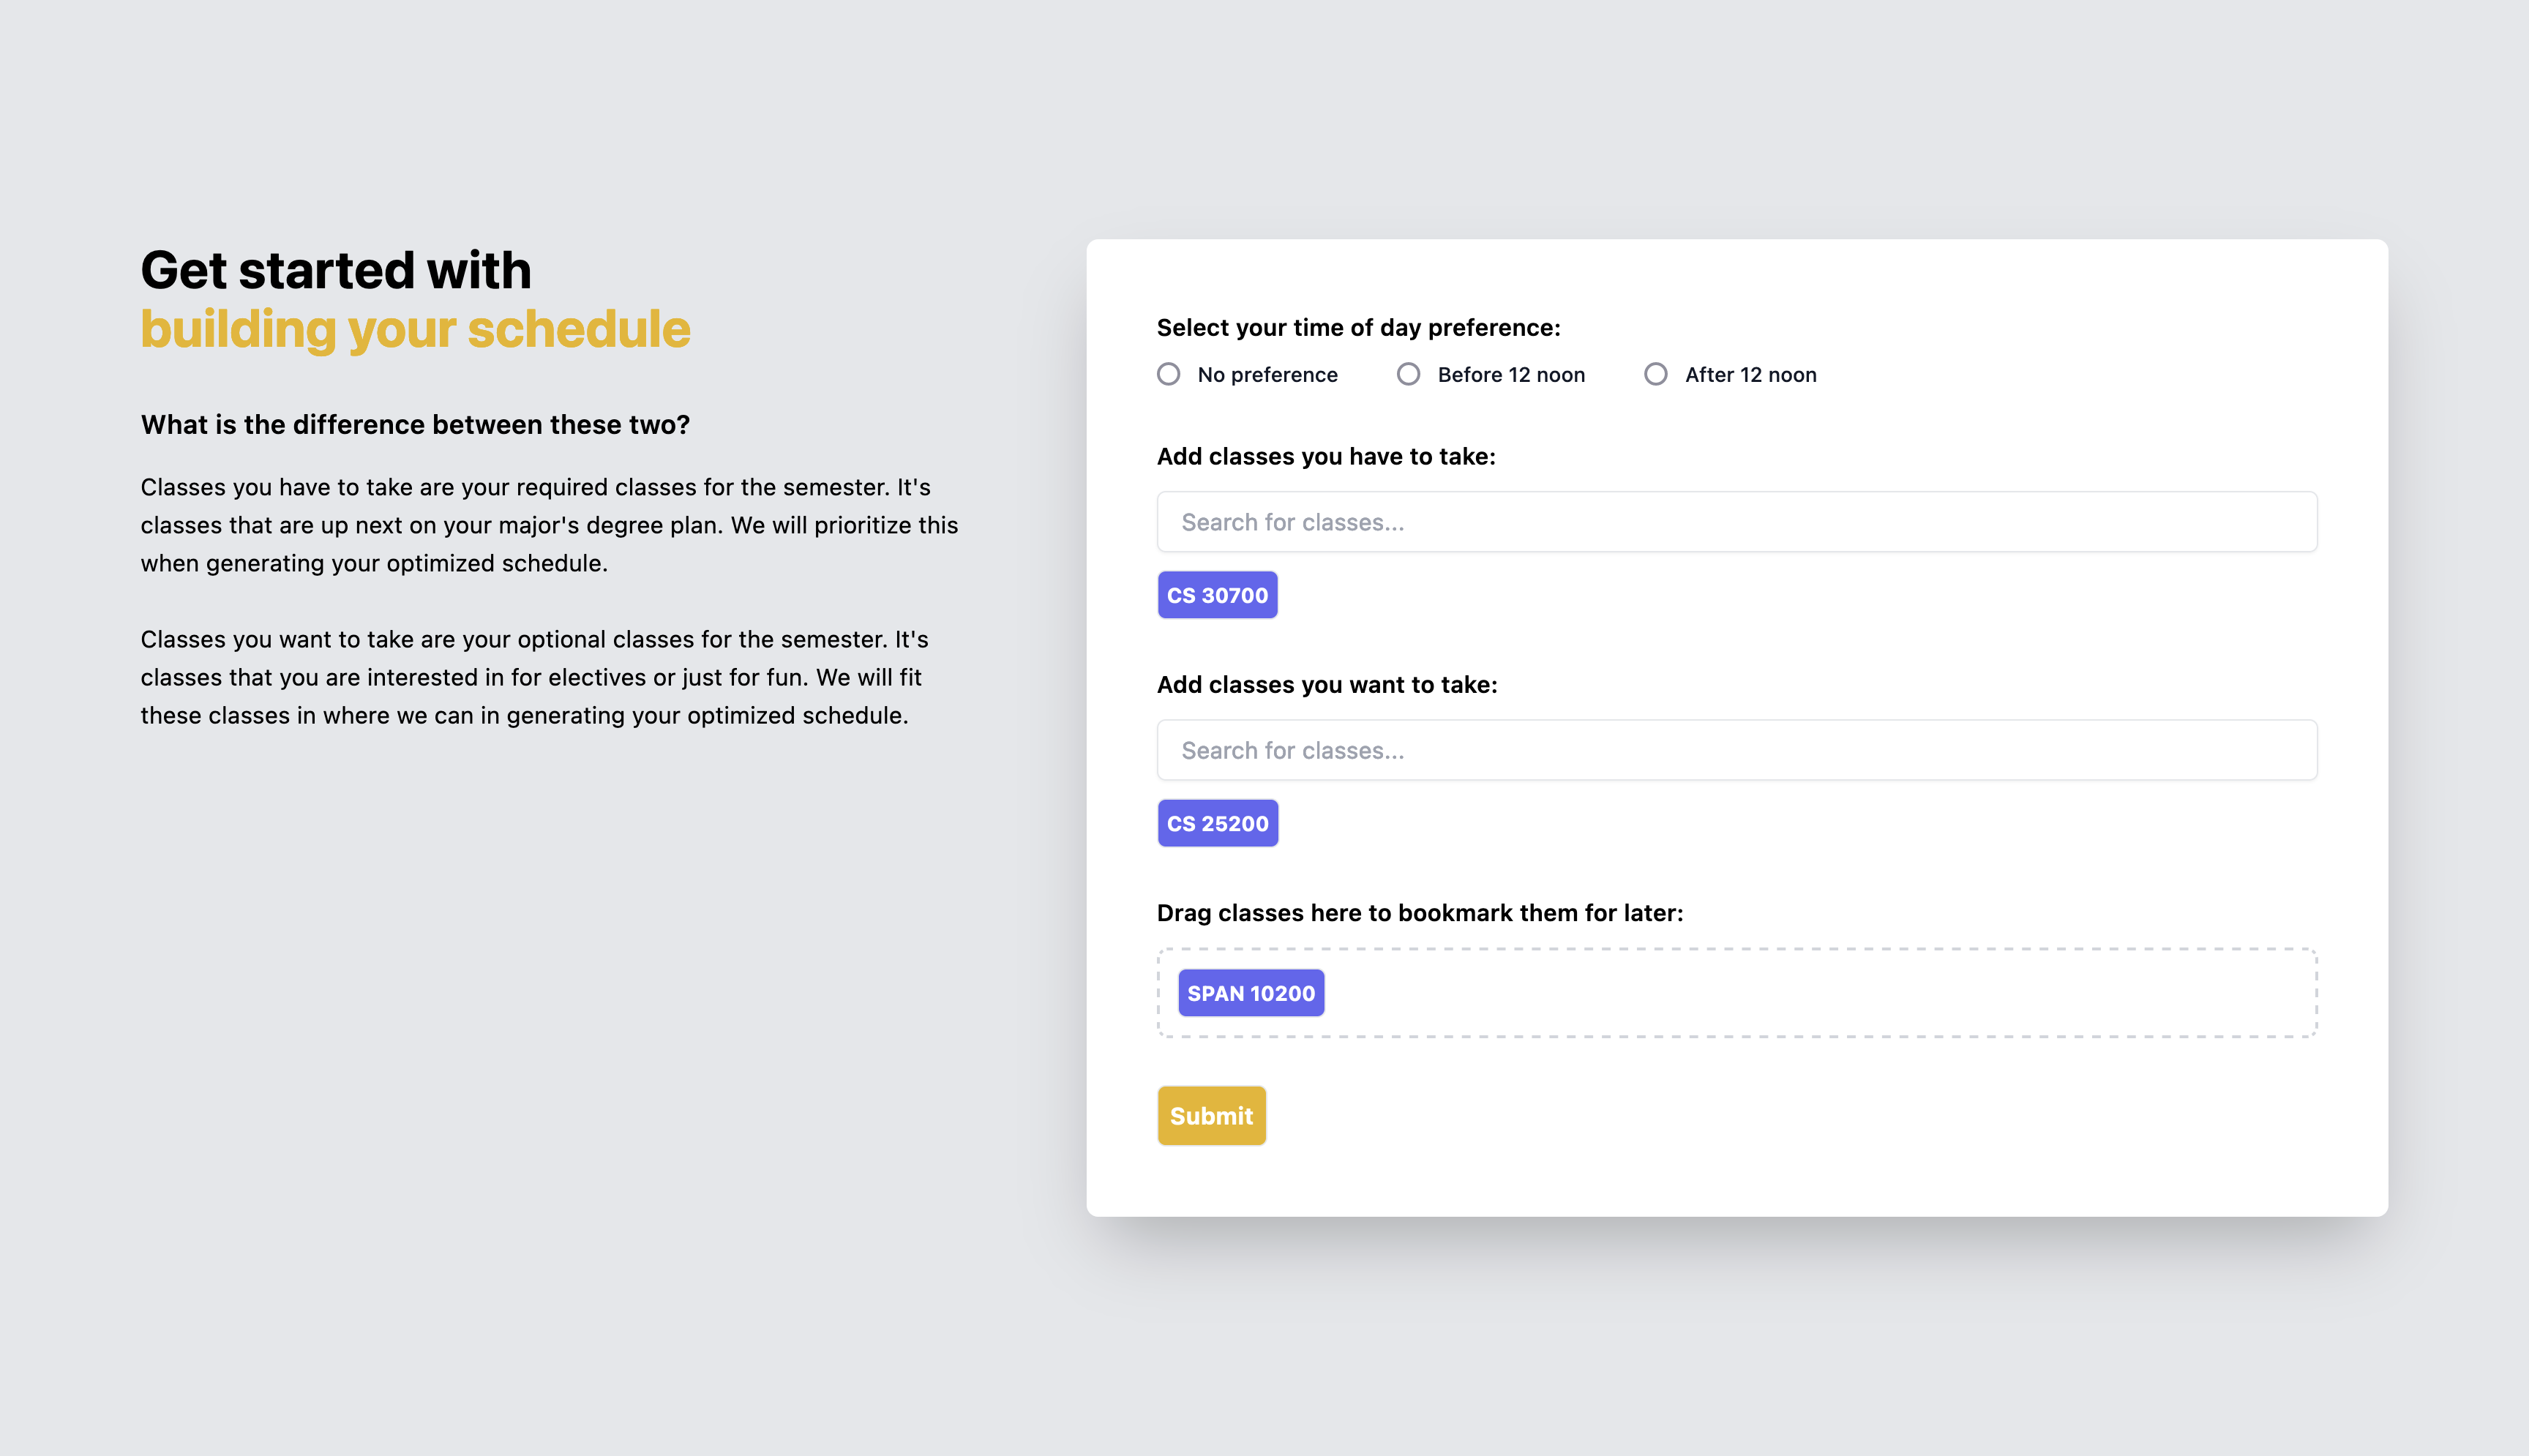 Get started with
building your schedule
What is the difference between these two?
Classes you have to take are your required classes for the semester. It's
classes that are up next on your major's degree plan. We will prioritize this
when generating your optimized schedule.
Classes you want to take are your optional classes for the semester. It's
classes that you are interested in for electives or just for fun. We will fit
these classes in where we can in generating your optimized schedule.
Select your time of day preference:
No preference Before 12 noon After 12 noon
Add classes you have to take:
Search for classes...
CS 30700
Add classes you want to take:
Search for classes...
CS 25200
Drag classes here to bookmark them for later:
SPAN 10200
Submit